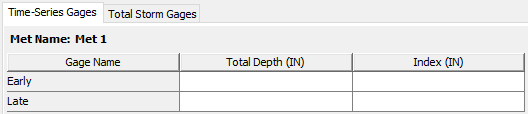 Time-Series Gages Total Storm Gages
Met Name: Met 1
Gage Name Total Depth (IN) Index (IN)
Early
Late